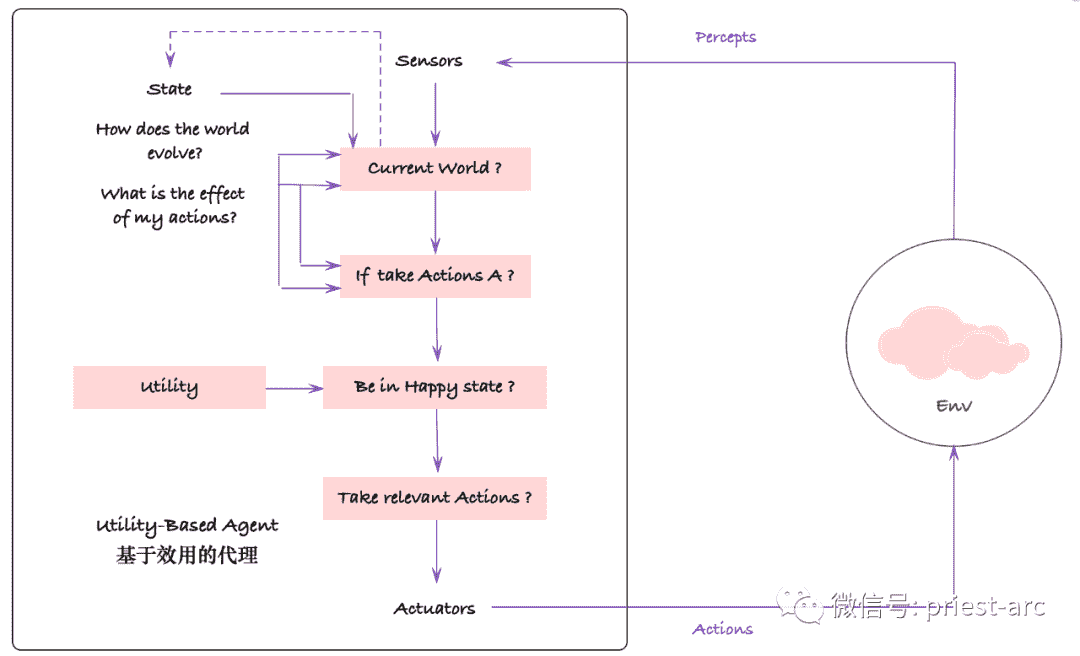 Percepts
Sensors
State
How does the world
evolve?
Current World ?
What is the effect
of my actions?
If take Actions A ?
Utility
Be in Happy state ?
Env
Take relevant Actions ?
Utility-Based Agent
基于效用的代理
Actuators
微信号: priest-arc
Actions